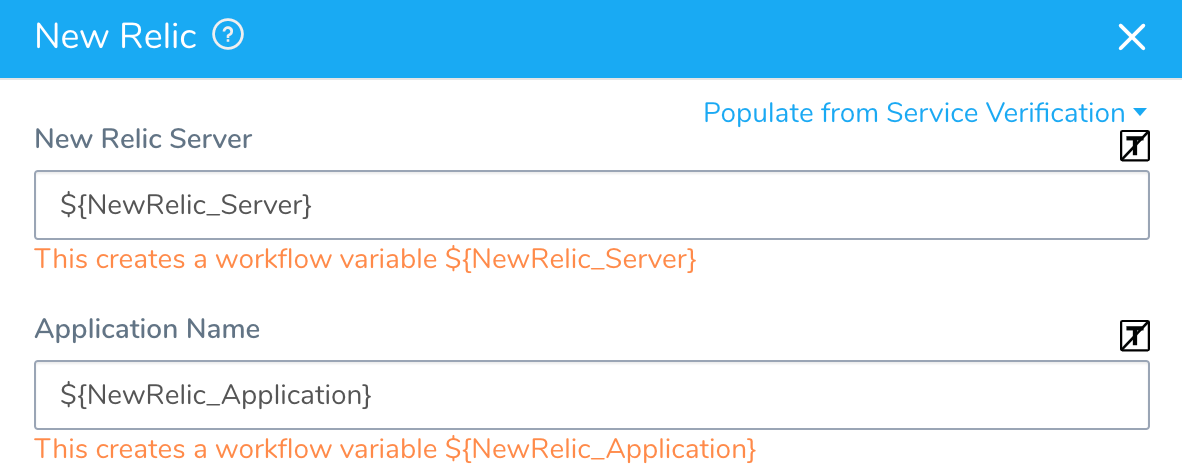 New Relic ?
Populate from Service Verification
New Relic Server
T
${NewRelic_Server}
This creates a workflow variable ${NewRelic_Server}
Application Name
T
${NewRelic_Application}
This creates a workflow variable ${NewRelic_Application}